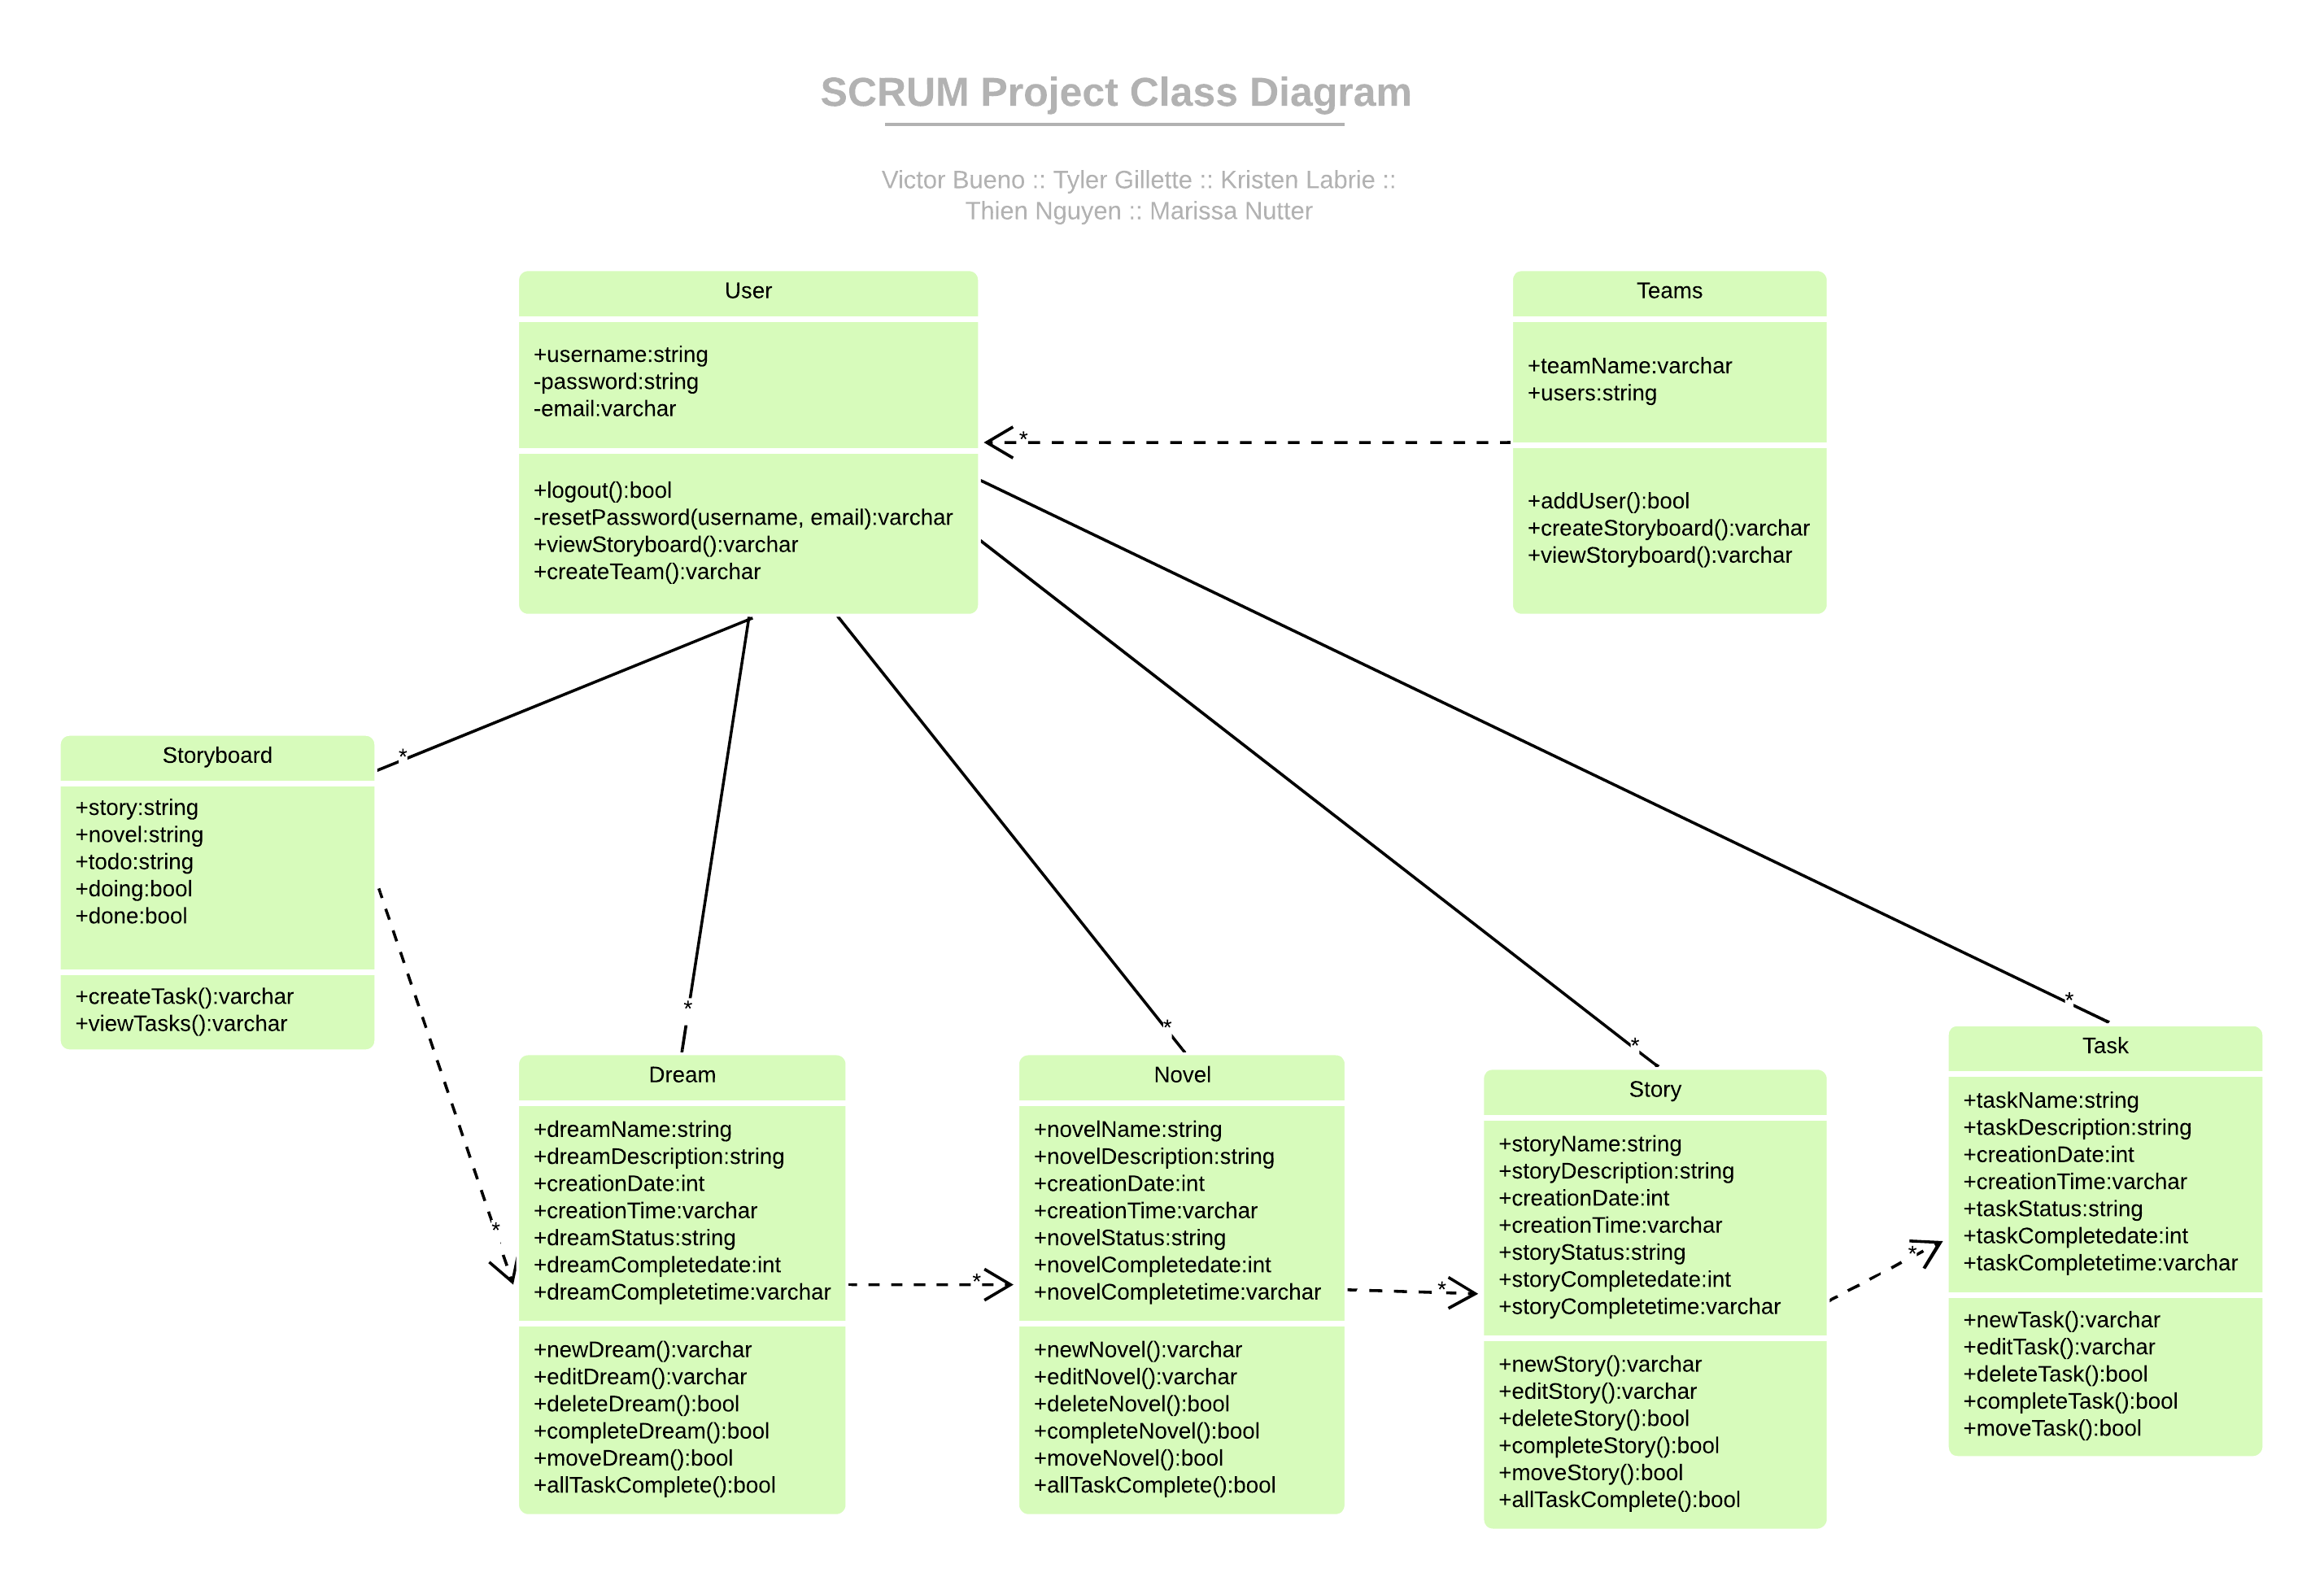 SCRUM Project Class Diagram
Victor Bueno :: Tyler Gillette :: Kristen Labrie ::
Thien Nguyen :: Marissa Nutter
User
+username:string
-password:string
-email:varchar
+logout():bool
-resetPassword(username, email):varchar
+viewStoryboard():varchar
+createTeam():varchar
*
Teams
+teamName:varchar
+users:string
+addUser():bool
+createStoryboard():varchar
+viewStoryboard():varchar
Storyboard
*
+story:string
+novel:string
+todo:string
+doing:bool
+done:bool
+createTask():varchar
+viewTasks():varchar
*
*
Dream
+dreamName:string
+dreamDescription:string
+creationDate:int
+creationTime:varchar
+dreamStatus:string
+dreamCompletedate:int
+dreamCompletetime:varchar
+newDream():varchar
+editDream():varchar
+deleteDream():bool
+completeDream():bool
+moveDream():bool
+allTaskComplete():bool
*
*
Novel
+novelName:string
+novelDescription:string
+creationDate:int
+creationTime:varchar
+novelStatus:string
+novelCompletedate:int
+novelCompletetime:varchar
+newNovel():varchar
+editNovel():varchar
+deleteNovel():bool
+completeNovel():bool
+moveNovel():bool
+allTaskComplete():bool
*
*
Story
+storyName:string
+storyDescription:string
+creationDate:int
+creationTime:varchar
+storyStatus:string
+storyCompletedate:int
+storyCompletetime:varchar
+newStory():varchar
+editStory():varchar
+deleteStory():bool
+completeStory():bool
+moveStory():bool
+allTaskComplete():bool
*
*
Task
+taskName:string
+taskDescription:string
+creationDate:int
+creationTime:varchar
+taskStatus:string
+taskCompletedate:int
+taskCompletetime:varchar
+newTask():varchar
+editTask():varchar
+deleteTask():bool
+completeTask():bool
+moveTask():bool